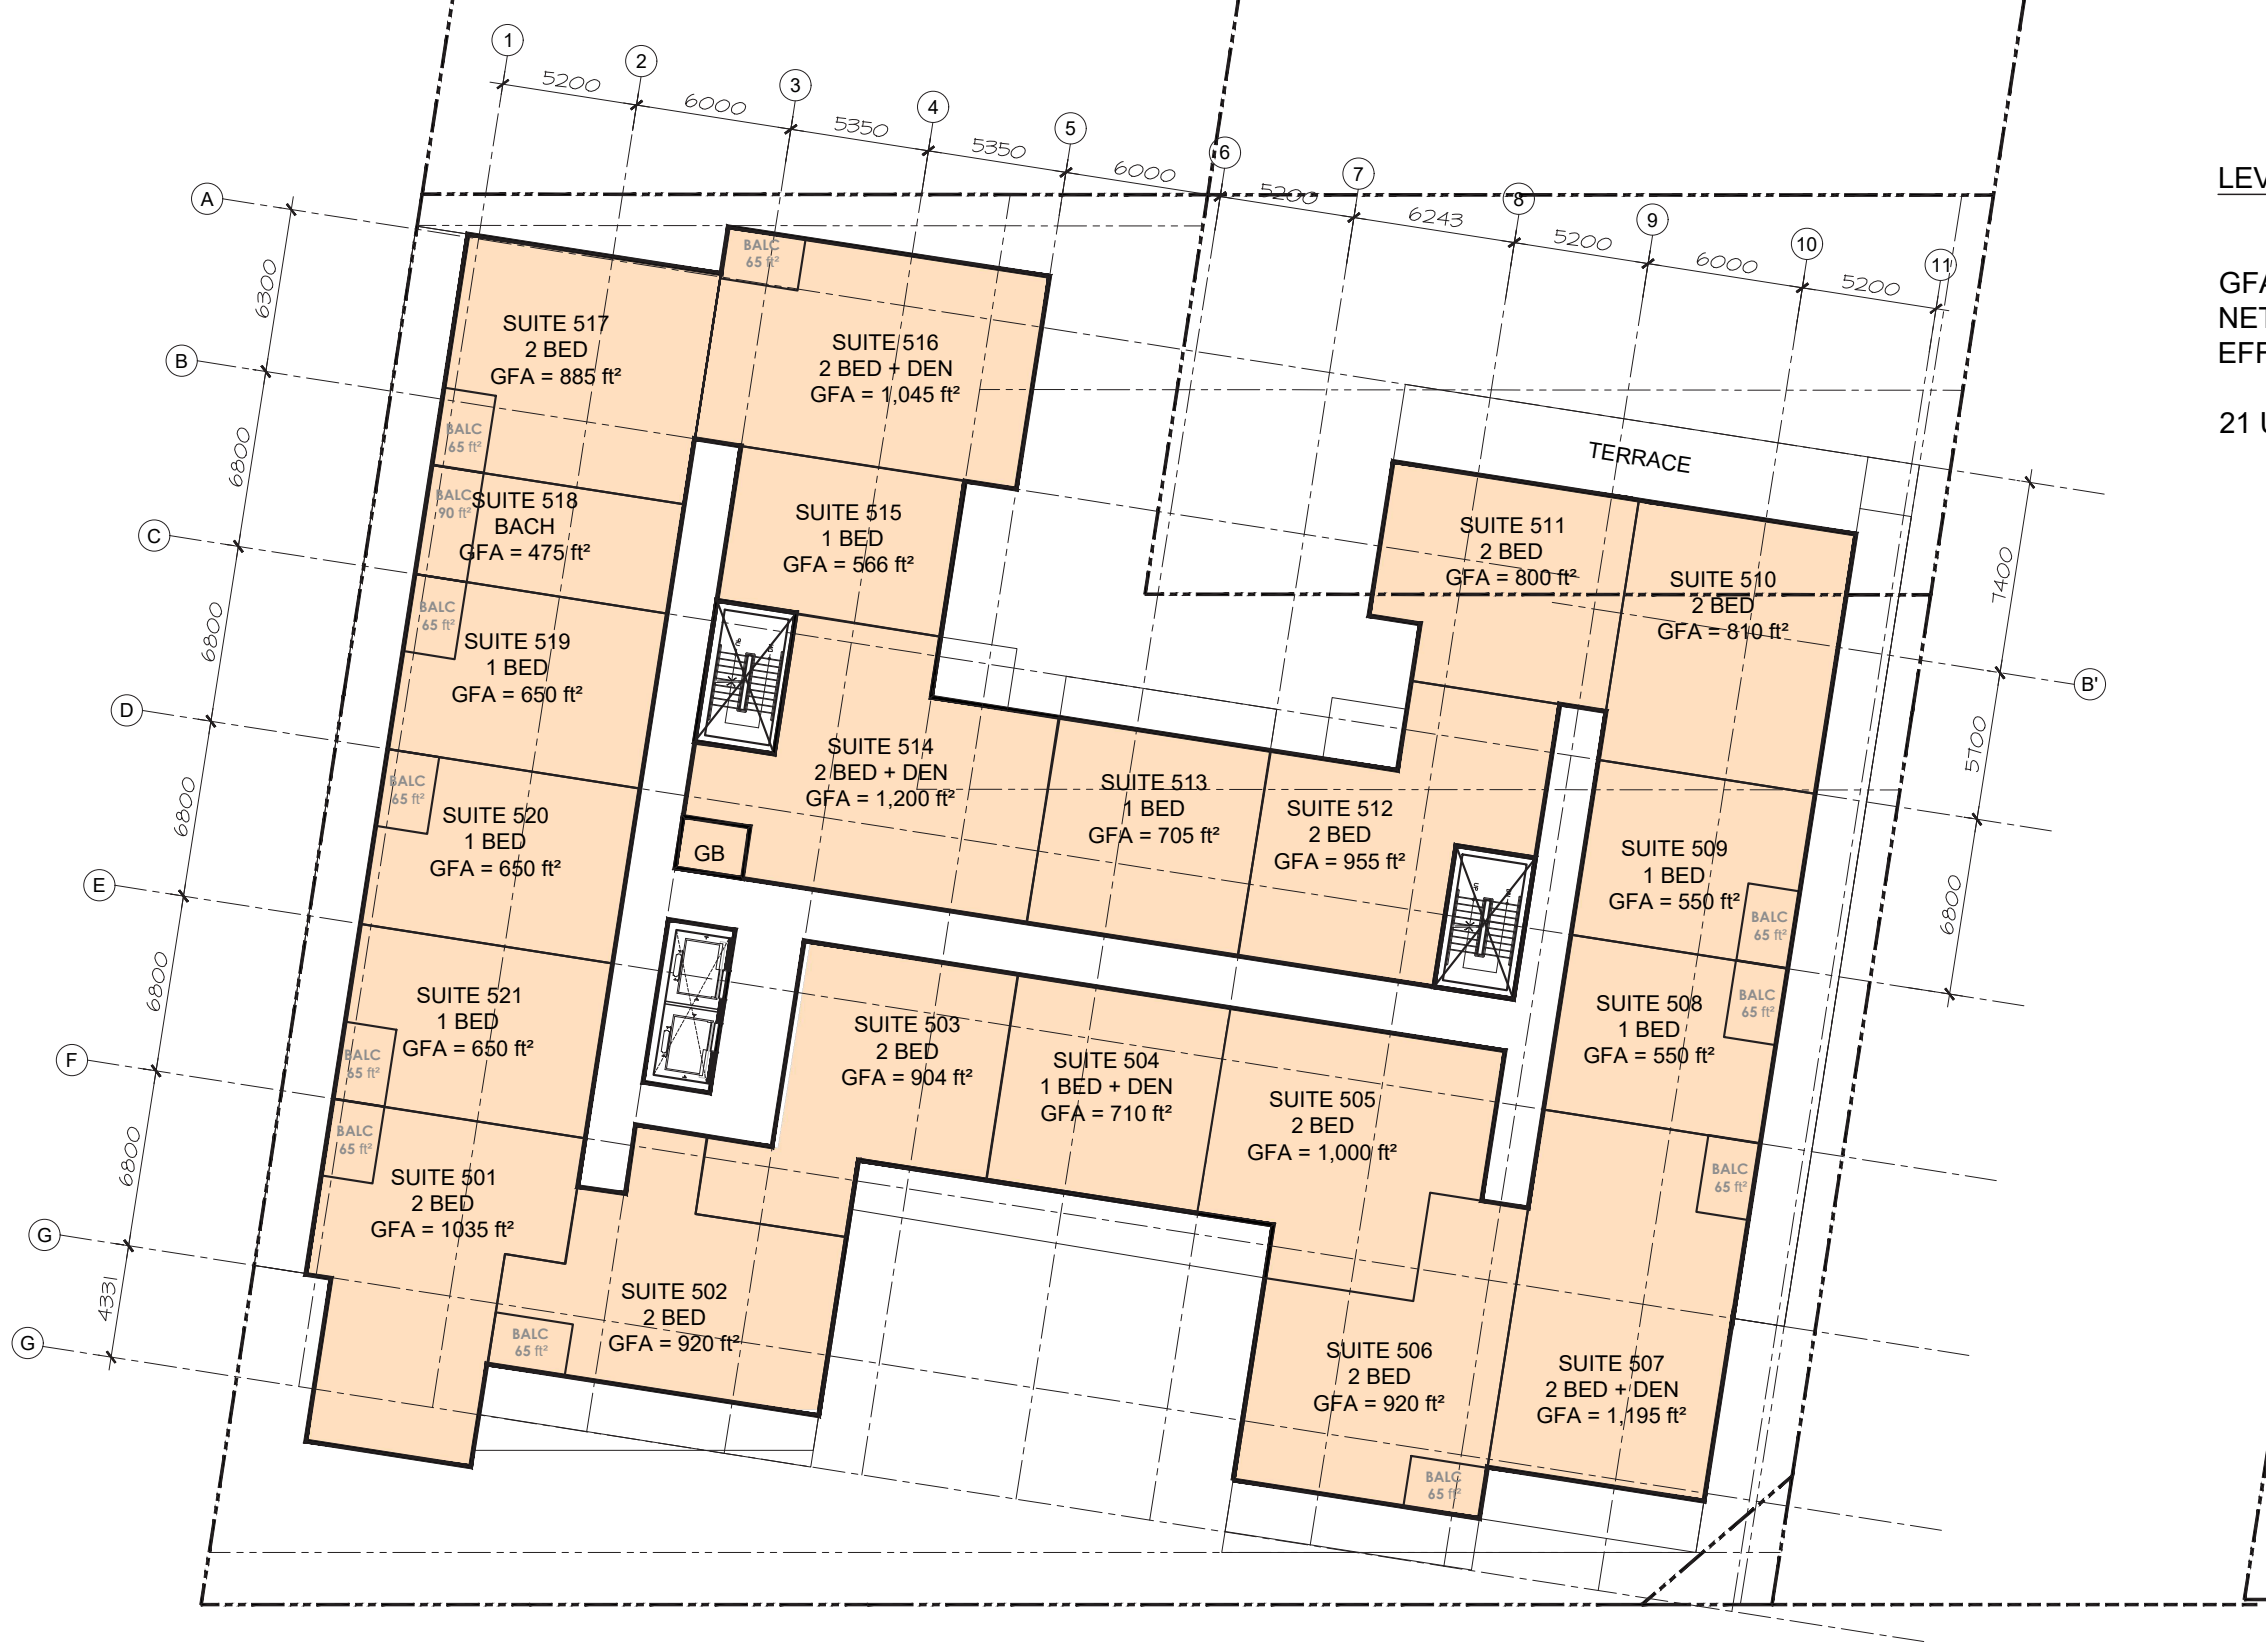 1
2
3
4
5
6
7
8
9
10
11
5200
6000
5350
5350
6000
5200
6243
5200
6000
5200
A
B
C
D
E
F
G
G
6300
6800
6800
6800
6800
6800
4331
B'
7400
5700
6800
TERRACE
SUITE 517
2 BED
GFA = 885 ft²
BALC
65 ft²
BALC
65 ft²
SUITE 516
2 BED + DEN
GFA = 1,045 ft²
BALC
90 ft²
SUITE 518
BACH
GFA = 475 ft²
SUITE 515
1 BED
GFA = 566 ft²
SUITE 511
2 BED
GFA = 800 ft²
SUITE 510
2 BED
GFA = 810 ft²
BALC
65 ft²
SUITE 519
1 BED
GFA = 650 ft²
SUITE 514
2 BED + DEN
GFA = 1,200 ft²
GB
SUITE 513
1 BED
GFA = 705 ft²
SUITE 512
2 BED
GFA = 955 ft²
BALC
65 ft²
SUITE 520
1 BED
GFA = 650 ft²
SUITE 509
1 BED
GFA = 550 ft²
BALC
65 ft²
SUITE 521
1 BED
GFA = 650 ft²
BALC
65 ft²
SUITE 503
2 BED
GFA = 904 ft²
SUITE 504
1 BED + DEN
GFA = 710 ft²
SUITE 505
2 BED
GFA = 1,000 ft²
SUITE 508
1 BED
GFA = 550 ft²
BALC
65 ft²
BALC
65 ft²
SUITE 501
2 BED
GFA = 1035 ft²
BALC
65 ft²
SUITE 502
2 BED
GFA = 920 ft²
BALC
65 ft²
SUITE 506
2 BED
GFA = 920 ft²
BALC
65 ft²
SUITE 507
2 BED + DEN
GFA = 1,195 ft²
LEV
GFA
NET
EFF
21 U